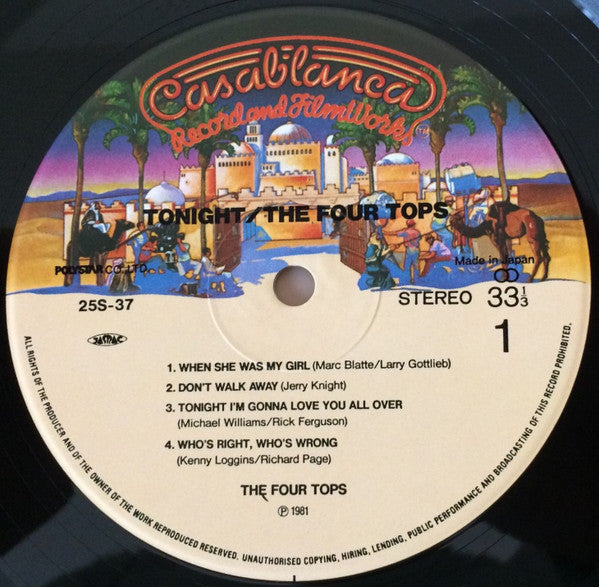 Casablanca
Record and FilmWorks™
TONIGHT/THE FOUR TOPS
POLYSTAR CO., LTD.
Made in Japan
25S-37
STEREO 33 1/3
JASRAC
1
1. WHEN SHE WAS MY GIRL (Marc Blatte/Larry Gottlieb)
2. DON'T WALK AWAY (Jerry Knight)
3. TONIGHT I'M GONNA LOVE YOU ALL OVER
(Michael Williams/Rick Ferguson)
4. WHO'S RIGHT, WHO'S WRONG
(Kenny Loggins/Richard Page)
THE FOUR TOPS
℗ 1981
ALL RIGHTS OF THE PRODUCER AND OF THE OWNER OF THE WORK REPRODUCED RESERVED. UNAUTHORISED COPYING, HIRING, LENDING, PUBLIC PERFORMANCE AND BROADCASTING OF THIS RECORD PROHIBITED.